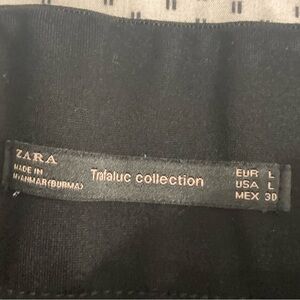 ZARA
MADE IN
MYANMAR(BURMA)
Trafaluc collection
EUR L
USA L
MEX 30